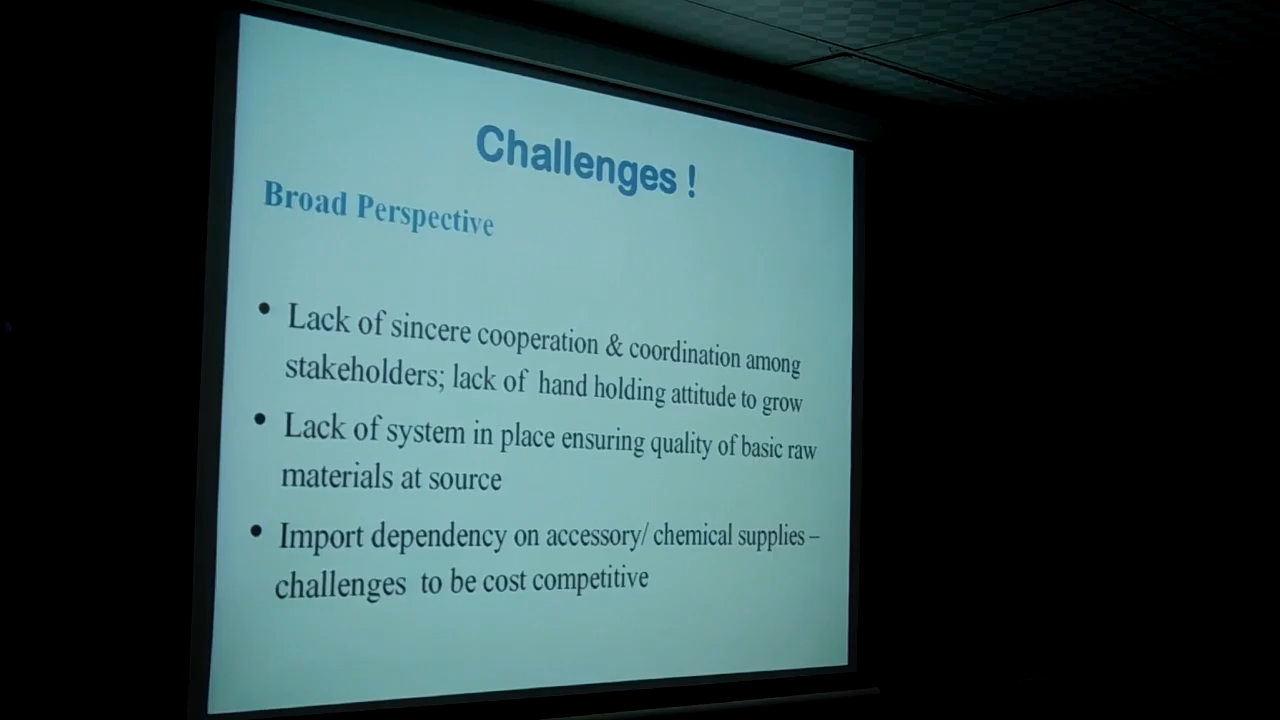 Challenges !
Broad Perspective
• Lack of sincere cooperation & coordination among
stakeholders; lack of hand holding attitude to grow
• Lack of system in place ensuring quality of basic raw
materials at source
• Import dependency on accessory/ chemical supplies –
challenges to be cost competitive